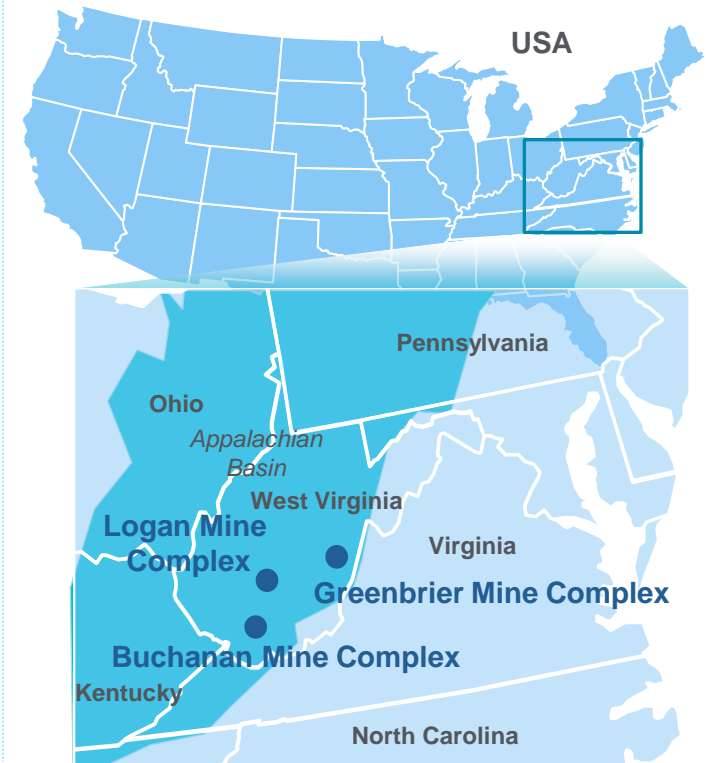 USA
Pennsylvania
Ohio
Appalachian
Basin
West Virginia
Logan Mine
Complex
Virginia
Greenbrier Mine Complex
Buchanan Mine Complex
Kentucky
North Carolina